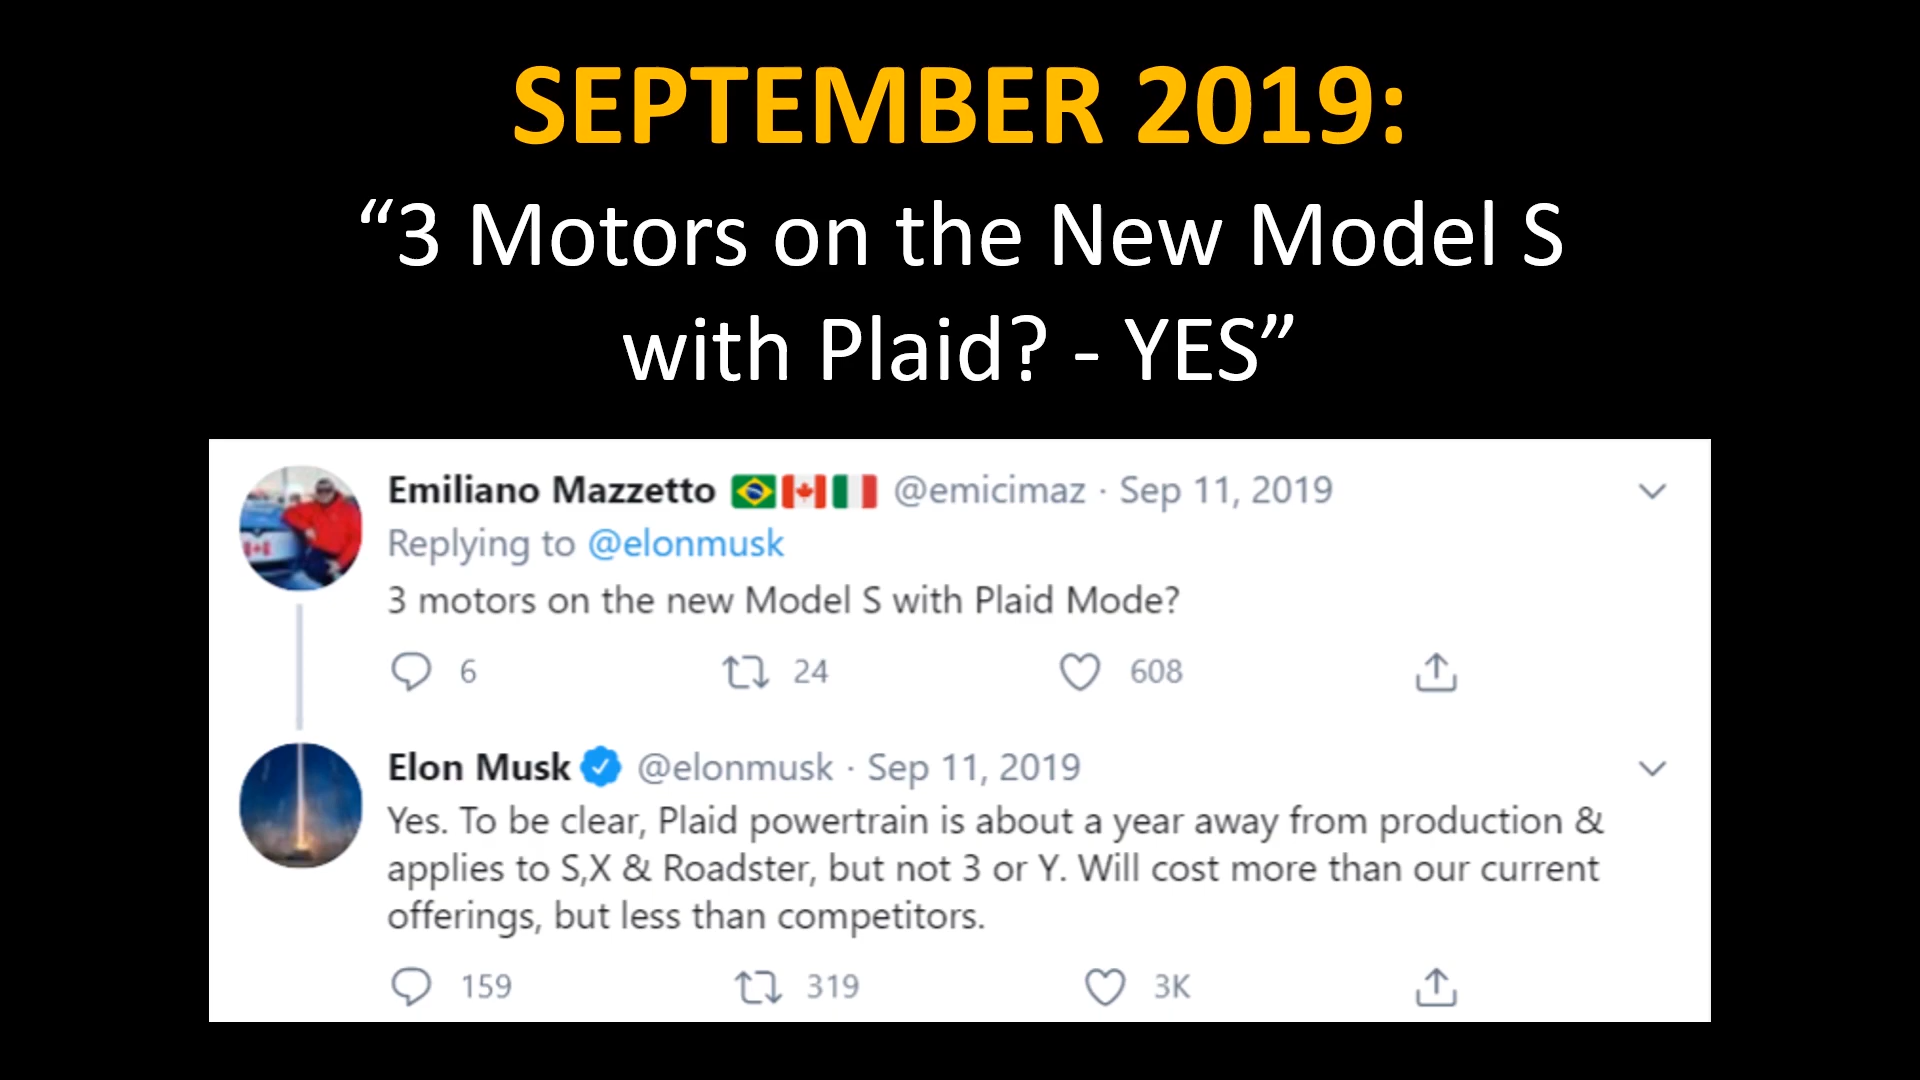 SEPTEMBER 2019:
“3 Motors on the New Model S
with Plaid? - YES”
Emiliano Mazzetto 🇧🇷🇨🇦🇮🇹 @emicimaz · Sep 11, 2019
Replying to @elonmusk
3 motors on the new Model S with Plaid Mode?
6 24 608
Elon Musk @elonmusk · Sep 11, 2019
Yes. To be clear, Plaid powertrain is about a year away from production &
applies to S,X & Roadster, but not 3 or Y. Will cost more than our current
offerings, but less than competitors.
159 319 3K